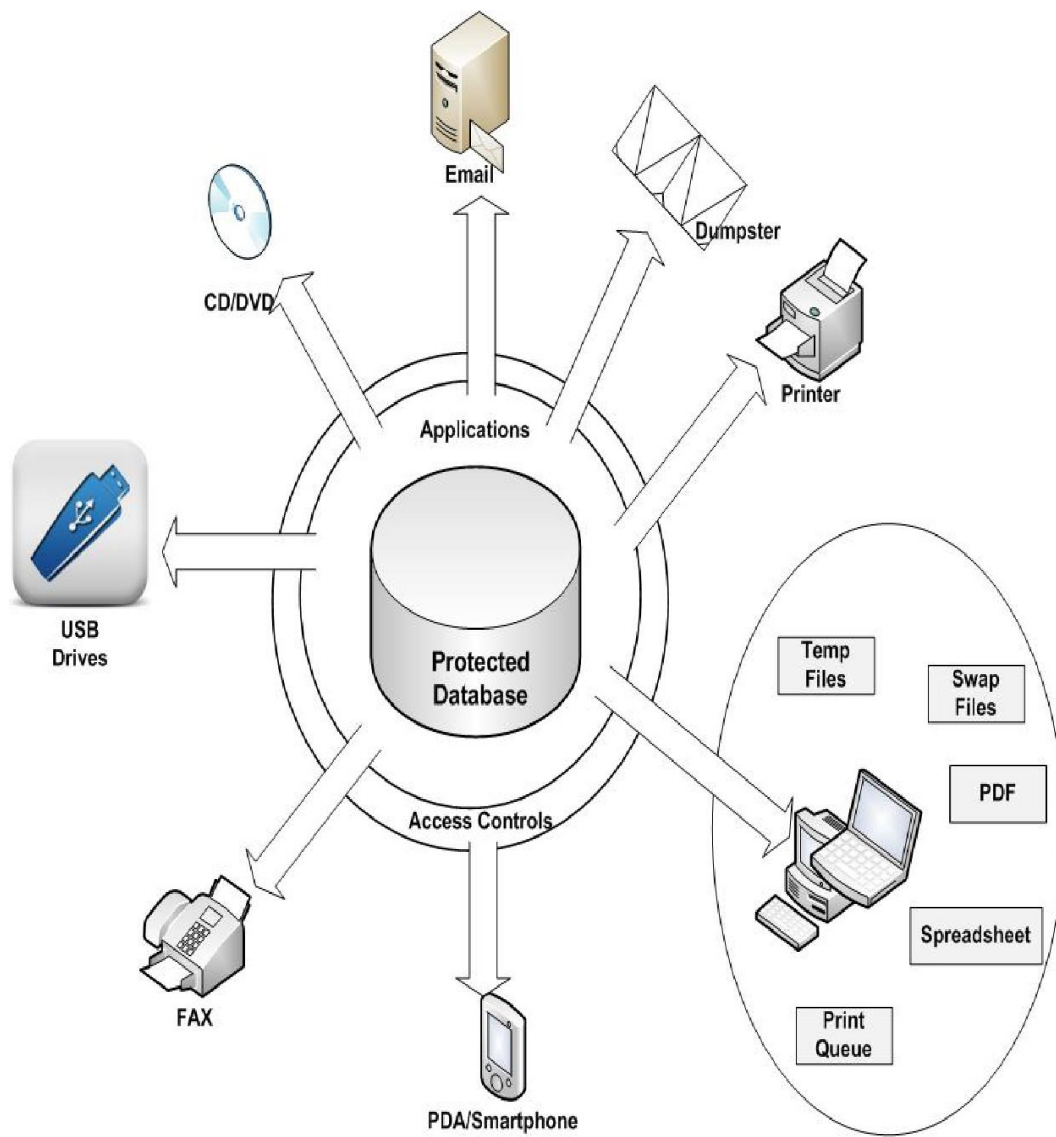 Email
Dumpster
CD/DVD
Printer
Applications
USB
Drives
Protected
Database
Temp
Files
Swap
Files
PDF
Access Controls
Spreadsheet
FAX
Print
Queue
PDA/Smartphone